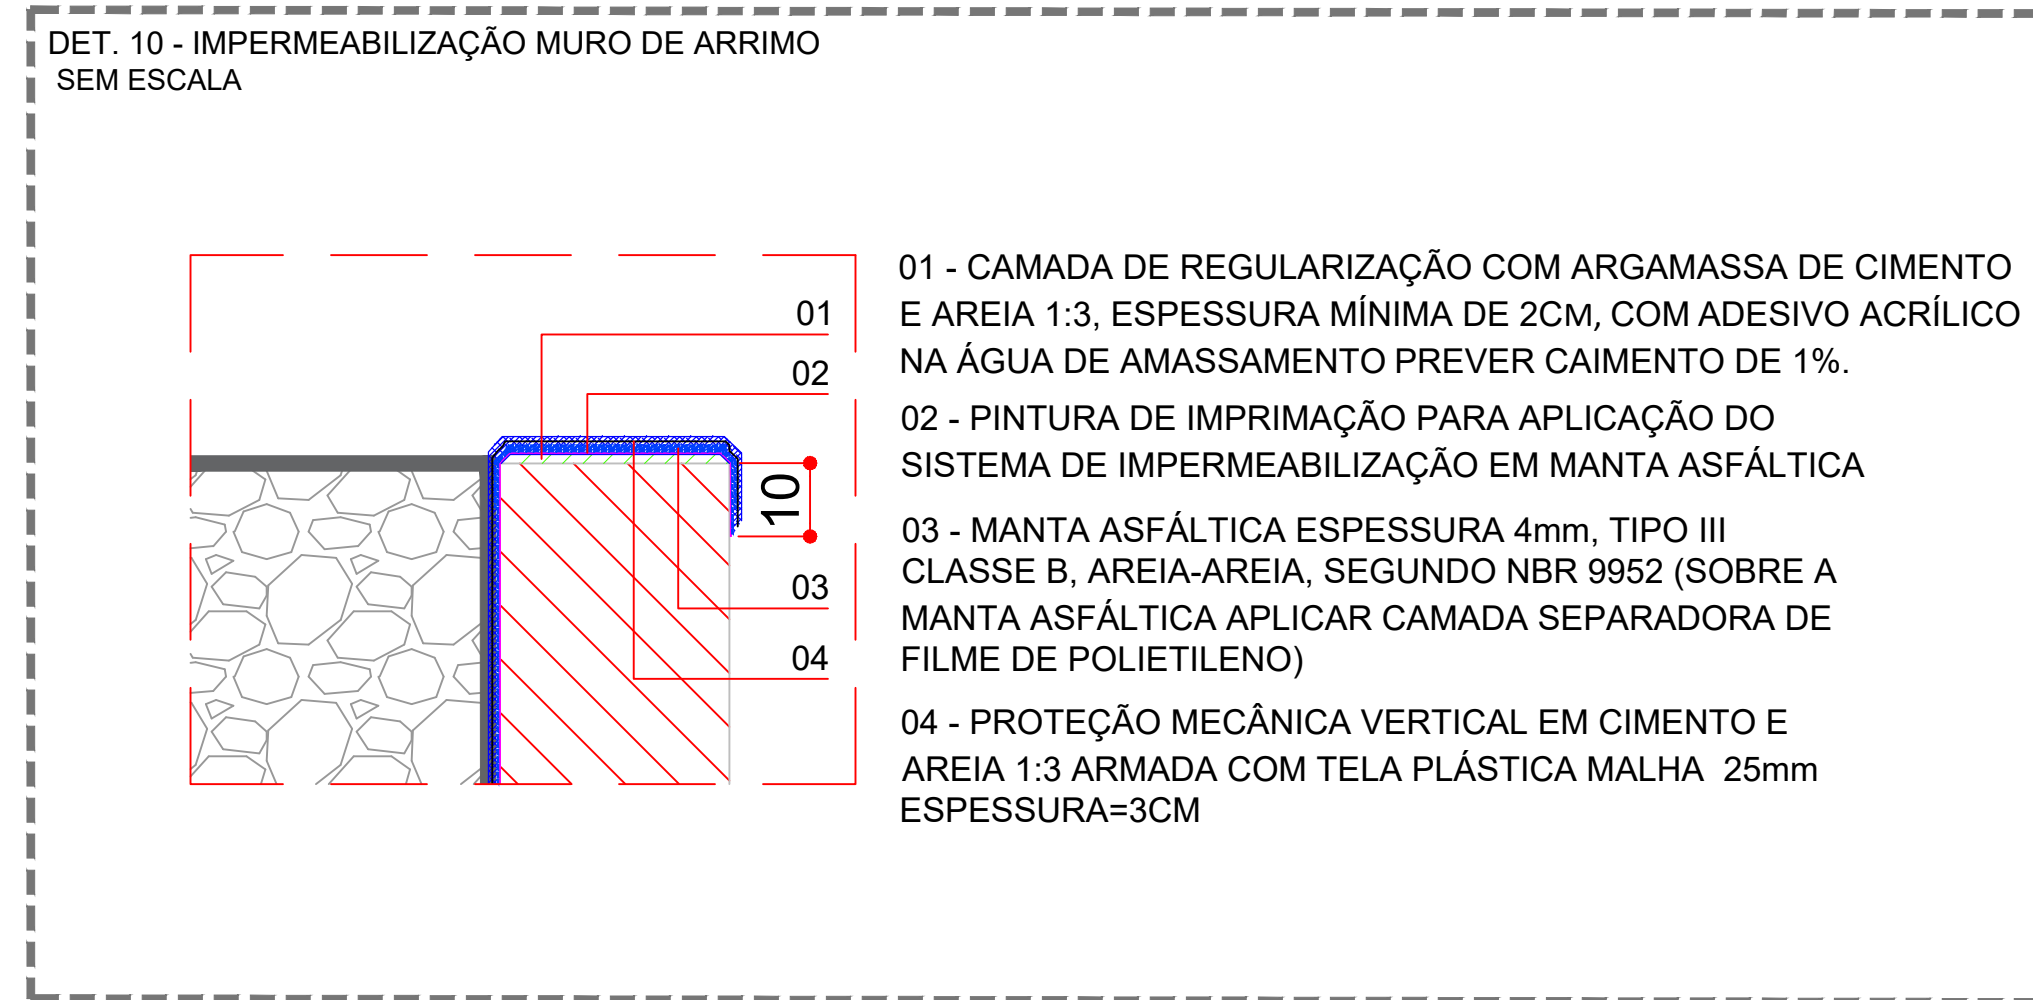 DET. 10 - IMPERMEABILIZAÇÃO MURO DE ARRIMO
SEM ESCALA
01
02
10
03
04
01 - CAMADA DE REGULARIZAÇÃO COM ARGAMASSA DE CIMENTO
E AREIA 1:3, ESPESSURA MÍNIMA DE 2CM, COM ADESIVO ACRÍLICO
NA ÁGUA DE AMASSAMENTO PREVER CAIMENTO DE 1%.
02 - PINTURA DE IMPRIMAÇÃO PARA APLICAÇÃO DO
SISTEMA DE IMPERMEABILIZAÇÃO EM MANTA ASFÁLTICA
03 - MANTA ASFÁLTICA ESPESSURA 4mm, TIPO III
CLASSE B, AREIA-AREIA, SEGUNDO NBR 9952 (SOBRE A
MANTA ASFÁLTICA APLICAR CAMADA SEPARADORA DE
FILME DE POLIETILENO)
04 - PROTEÇÃO MECÂNICA VERTICAL EM CIMENTO E
AREIA 1:3 ARMADA COM TELA PLÁSTICA MALHA  25mm
ESPESSURA=3CM